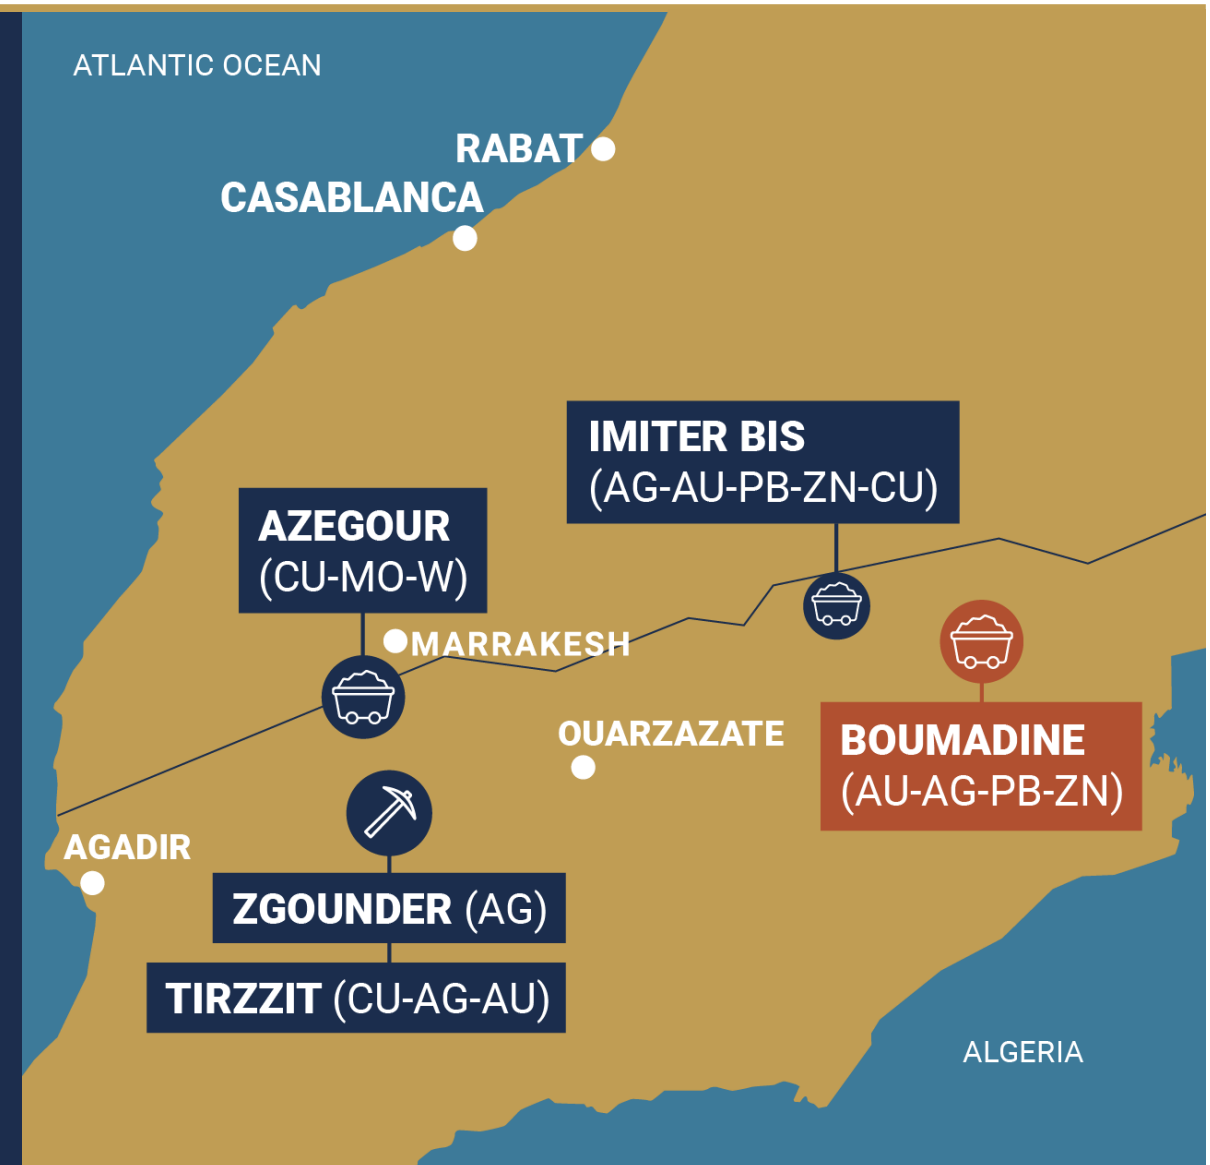 ATLANTIC OCEAN
RABAT
CASABLANCA
IMITER BIS
(AG-AU-PB-ZN-CU)
AZEGOUR
(CU-MO-W)
MARRAKESH
OUARZAZATE
BOUMADINE
(AU-AG-PB-ZN)
AGADIR
ZGOUNDER (AG)
TIRZZIT (CU-AG-AU)
ALGERIA